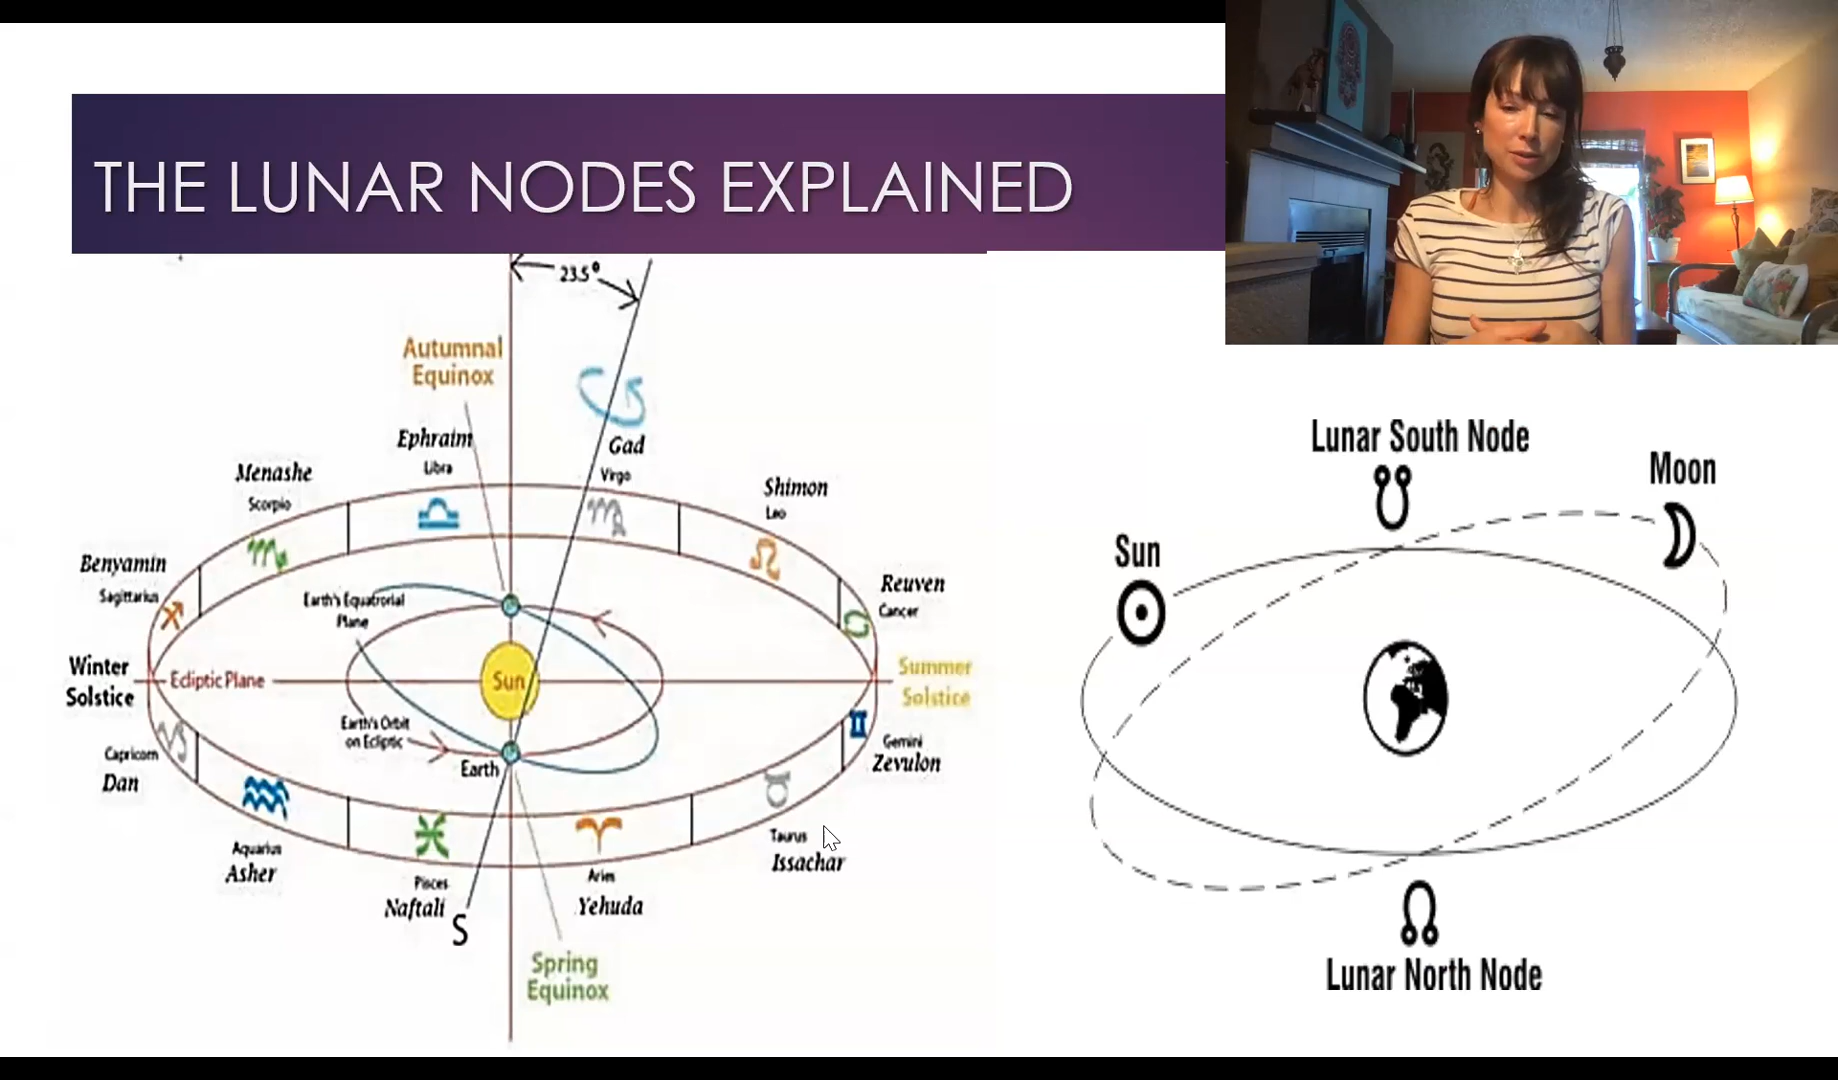 THE LUNAR NODES EXPLAINED
23.5°
Autumnal
Equinox
Ephraim
Libra
Gad
Virgo
Menashe
Scorpio
Shimon
Leo
Benyamin
Sagittarius
Reuven
Cancer
Earth's Equatorial
Plane
Winter
Solstice
Ecliptic Plane
Sun
Summer
Solstice
Earth's Orbit
on Ecliptic
Earth
Capricorn
Dan
Gemini
Zevulon
Aquarius
Asher
Taurus
Issachar
Pisces
Naftali
Aries
Yehuda
S
Spring
Equinox
Lunar South Node
Moon
Sun
Lunar North Node